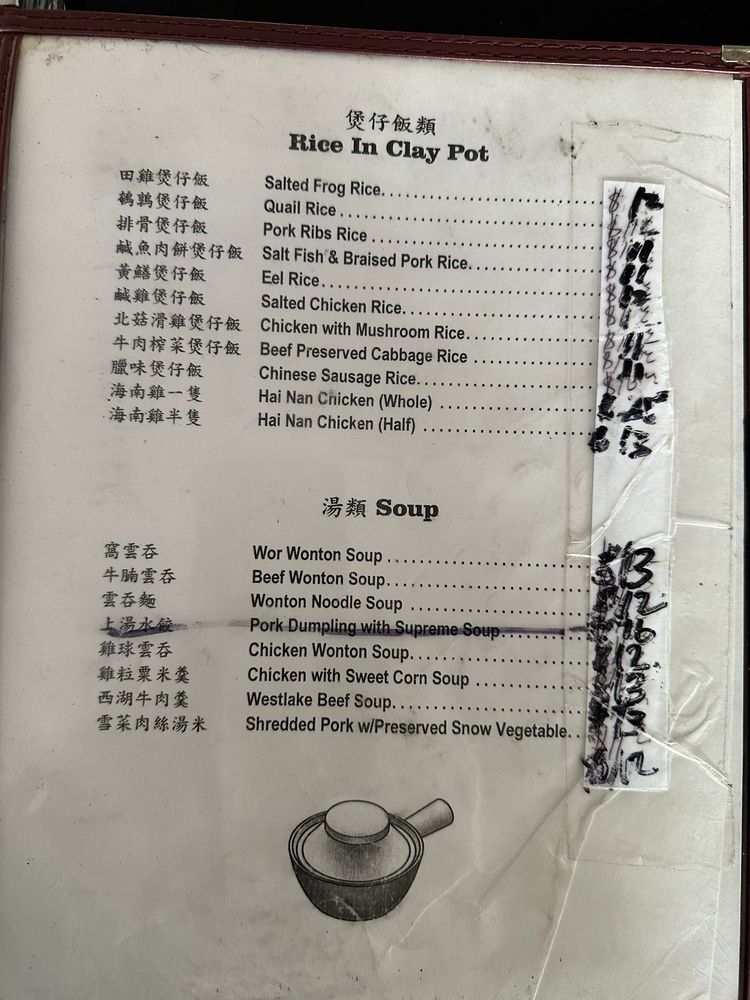 煲仔飯類
Rice In Clay Pot
田雞煲仔飯 Salted Frog Rice
鵪鶉煲仔飯 Quail Rice
排骨煲仔飯 Pork Ribs Rice
鹹魚肉餅煲仔飯 Salt Fish & Braised Pork Rice
黃鱔煲仔飯 Eel Rice
鹹雞煲仔飯 Salted Chicken Rice
北菇滑雞煲仔飯 Chicken with Mushroom Rice
牛肉榨菜煲仔飯 Beef Preserved Cabbage Rice
臘味煲仔飯 Chinese Sausage Rice
海南雞一隻 Hai Nan Chicken (Whole)
海南雞半隻 Hai Nan Chicken (Half)
湯類 Soup
窩雲吞 Wor Wonton Soup 13
牛腩雲吞 Beef Wonton Soup
雲吞麵 Wonton Noodle Soup 12
上湯水餃 Pork Dumpling with Supreme Soup
雞球雲吞 Chicken Wonton Soup
雞粒粟米羹 Chicken with Sweet Corn Soup
西湖牛肉羹 Westlake Beef Soup
雪菜肉絲湯米 Shredded Pork w/Preserved Snow Vegetable 12